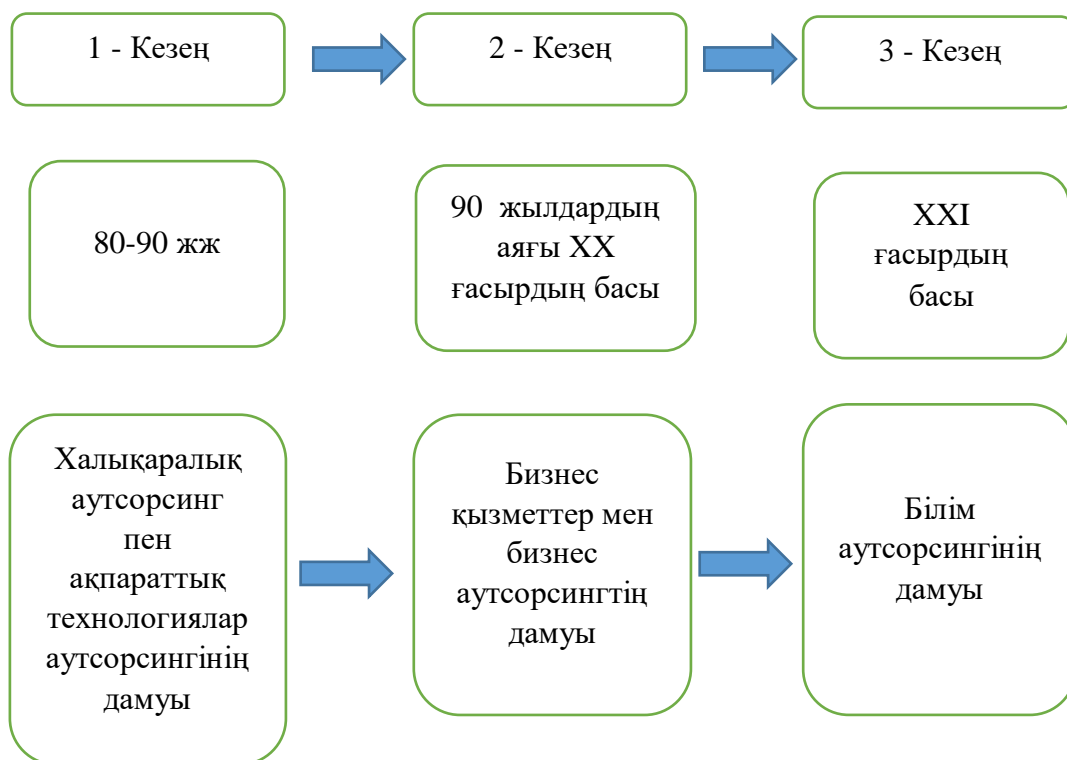 1 - Кезең
2 - Кезең
3 - Кезең
80-90 жж
90  жылдардың
аяғы XX
ғасырдың басы
XXI
ғасырдың
басы
Халықаралық
аутсорсинг
пен
ақпараттық
технологиялар
аутсорсингінің
дамуы
Бизнес
қызметтер мен
бизнес
аутсорсингтің
дамуы
Білім
аутсорсингінің
дамуы